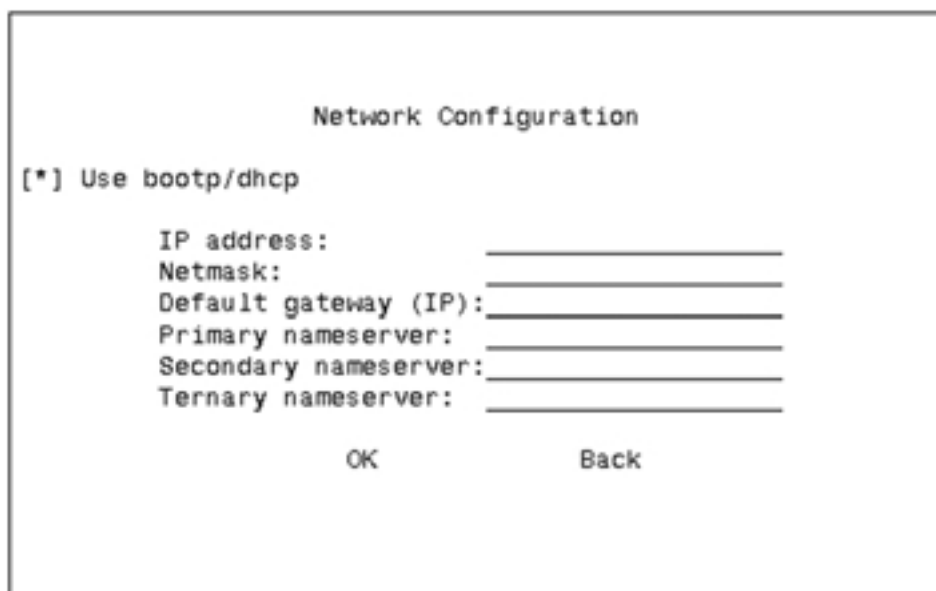 Network Configuration
[*] Use bootp/dhcp
IP address:
Netmask:
Default gateway (IP):
Primary nameserver:
Secondary nameserver:
Ternary nameserver:
OK Back